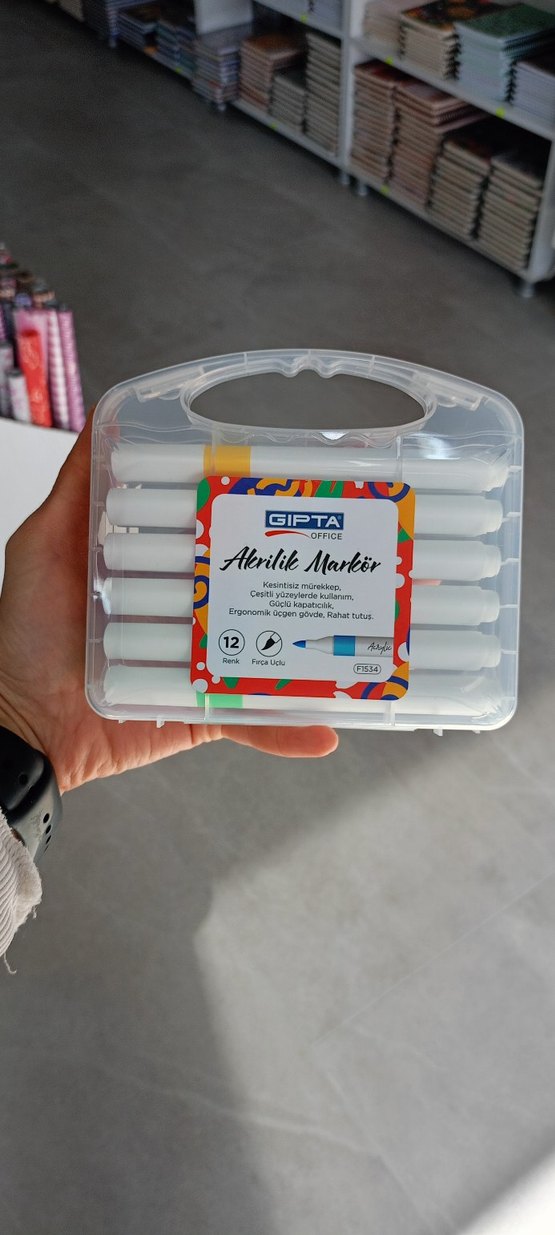 GIPTA
OFFICE
Akrilik Markör
Kesintisiz mürekkep,
Çeşitli yüzeylerde kullanım,
Güçlü kapatıcılık,
Ergonomik üçgen gövde, Rahat tutuş.
12
Renk
Fırça Uçlu
Acrylic
F1534